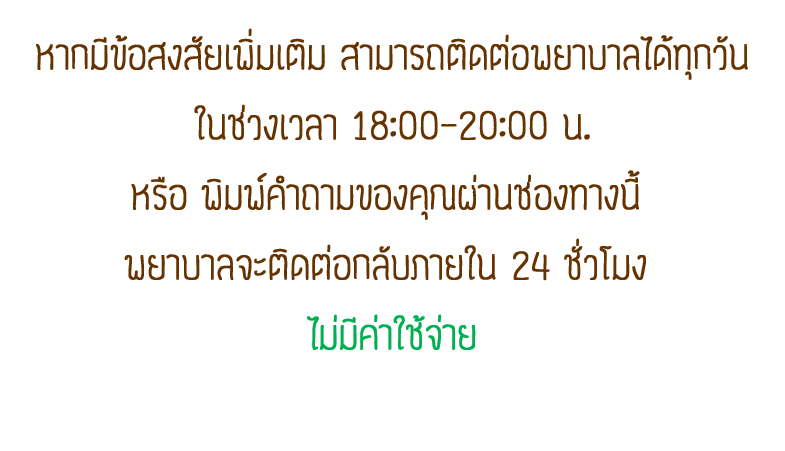 หากมีข้อสงสัยเพิ่มเติม สามารถติดต่อพยาบาลได้ทุกวัน
ในช่วงเวลา 18:00-20:00 น.
หรือ พิมพ์คำถามของคุณผ่านช่องทางนี้
พยาบาลจะติดต่อกลับภายใน 24 ชั่วโมง
ไม่มีค่าใช้จ่าย